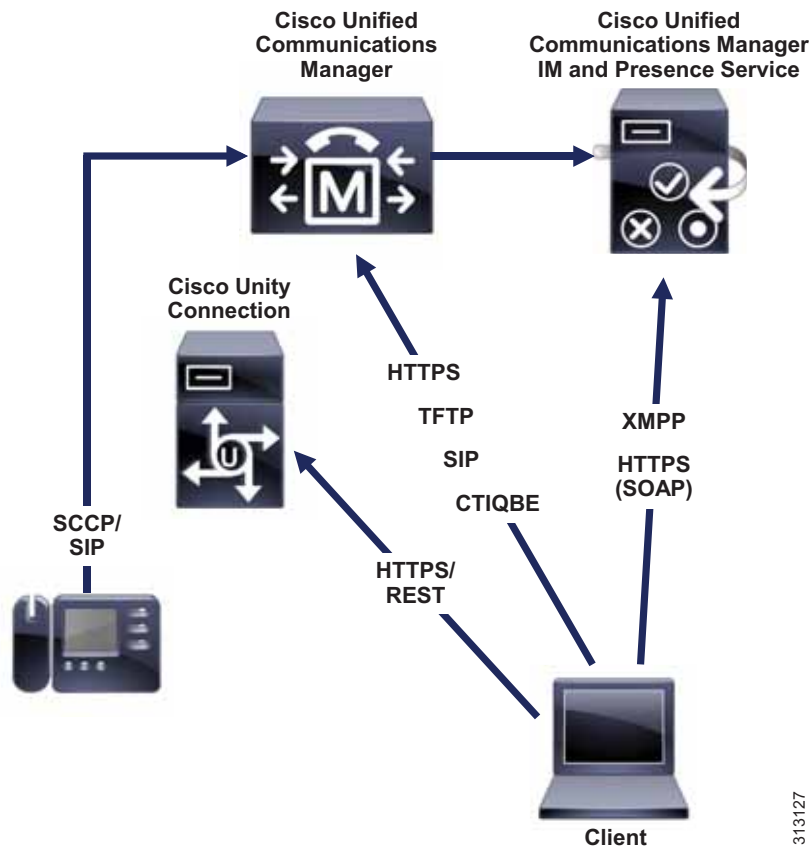 Cisco Unified
Communications
Manager
Cisco Unified
Communications Manager
IM and Presence Service
M
Cisco Unity
Connection
U
HTTPS
TFTP
SIP
CTIQBE
XMPP
HTTPS
(SOAP)
SCCP/
SIP
HTTPS/
REST
Client
313127